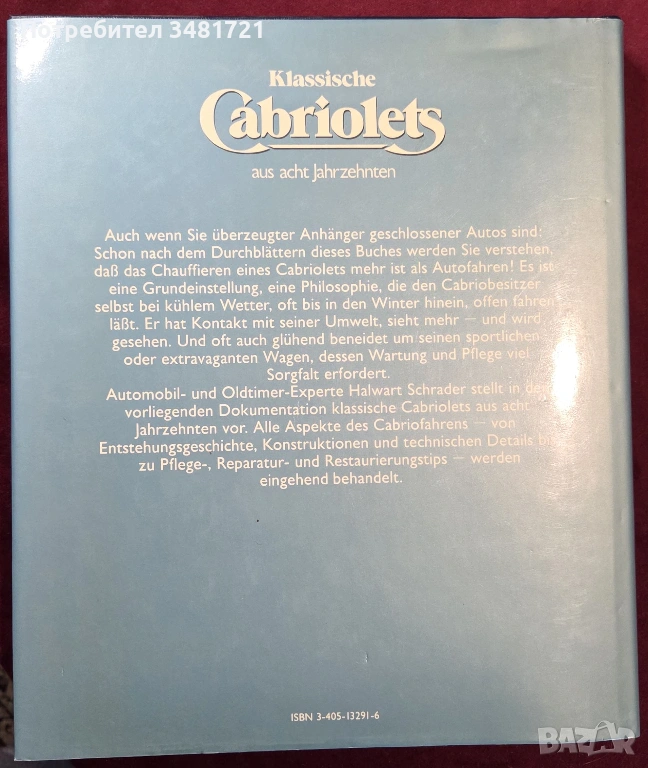 Потребител 3481721
Klassische
Cabriolets
aus acht Jahrzehnten
Auch wenn Sie überzeugter Anhänger geschlossener Autos sind:
Schon nach dem Durchblättern dieses Buches werden Sie verstehen,
daß das Chauffieren eines Cabriolets mehr ist als Autofahren! Es ist
eine Grundeinstellung, eine Philosophie, die den Cabriobesitzer
selbst bei kühlem Wetter, oft bis in den Winter hinein, offen fahren
läßt. Er hat Kontakt mit seiner Umwelt, sieht mehr – und wird
gesehen. Und oft auch glühend beneidet um seinen sportlichen
oder extravaganten Wagen, dessen Wartung und Pflege viel
Sorgfalt erfordert.
Automobil- und Oldtimer-Experte Halwart Schrader stellt in der
vorliegenden Dokumentation klassische Cabriolets aus acht
Jahrzehnten vor. Alle Aspekte des Cabriofahrens – von
Entstehungsgeschichte, Konstruktionen und technischen Details bis
zu Pflege-, Reparatur- und Restaurierungstips – werden
eingehend behandelt.
ISBN 3-405-13291-6
BAZAR